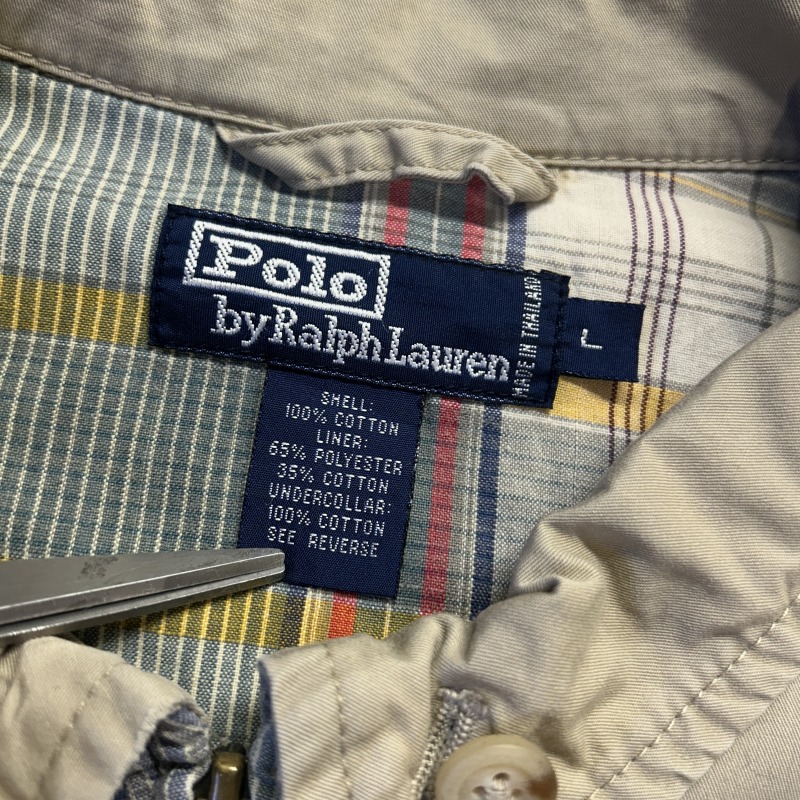 Polo
by Ralph Lauren
MADE IN THAILAND
L
SHELL:
100% COTTON
LINER:
65% POLYESTER
35% COTTON
UNDERCOLLAR:
100% COTTON
SEE REVERSE